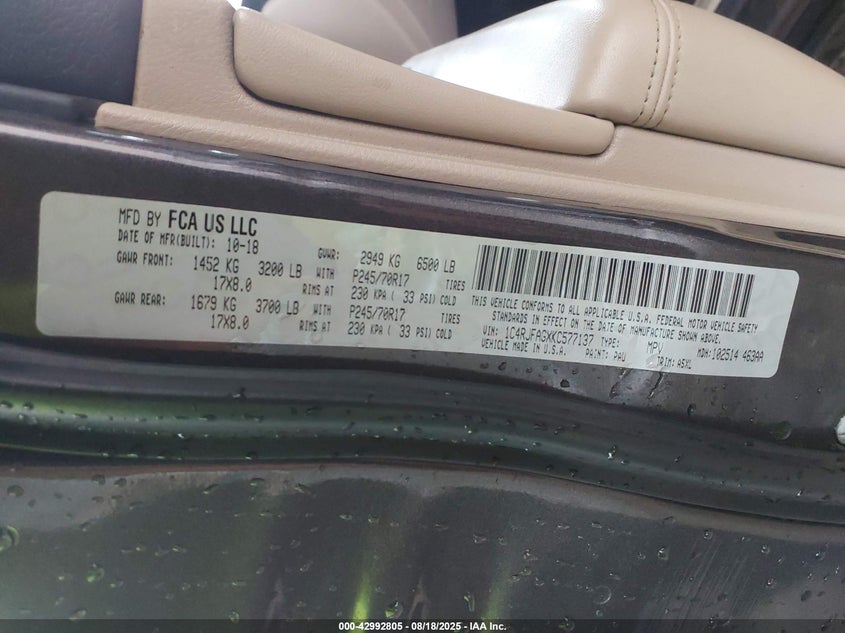 MFD BY FCA US LLC
DATE OF MFR(BUILT): 10-18 GVWR: 2949 KG 6500 LB
GAWR FRONT: 1452 KG 3200 LB WITH P245/70R17 TIRES
17X8.0 RIMS AT 230 KPA ( 33 PSI) COLD
GAWR REAR: 1679 KG 3700 LB WITH P245/70R17 TIRES
17X8.0 RIMS AT 230 KPA ( 33 PSI) COLD
THIS VEHICLE CONFORMS TO ALL APPLICABLE U.S.A. FEDERAL MOTOR VEHICLE SAFETY
STANDARDS IN EFFECT ON THE DATE OF MANUFACTURE SHOWN ABOVE.
VIN: 1C4RJFAGXKC577137 TYPE: MPV MDH: 102514 463AA
VEHICLE MADE IN U.S.A. PAINT: PAU TRIM: A5XL
000-42992805 - 08/18/2025 - IAA Inc.